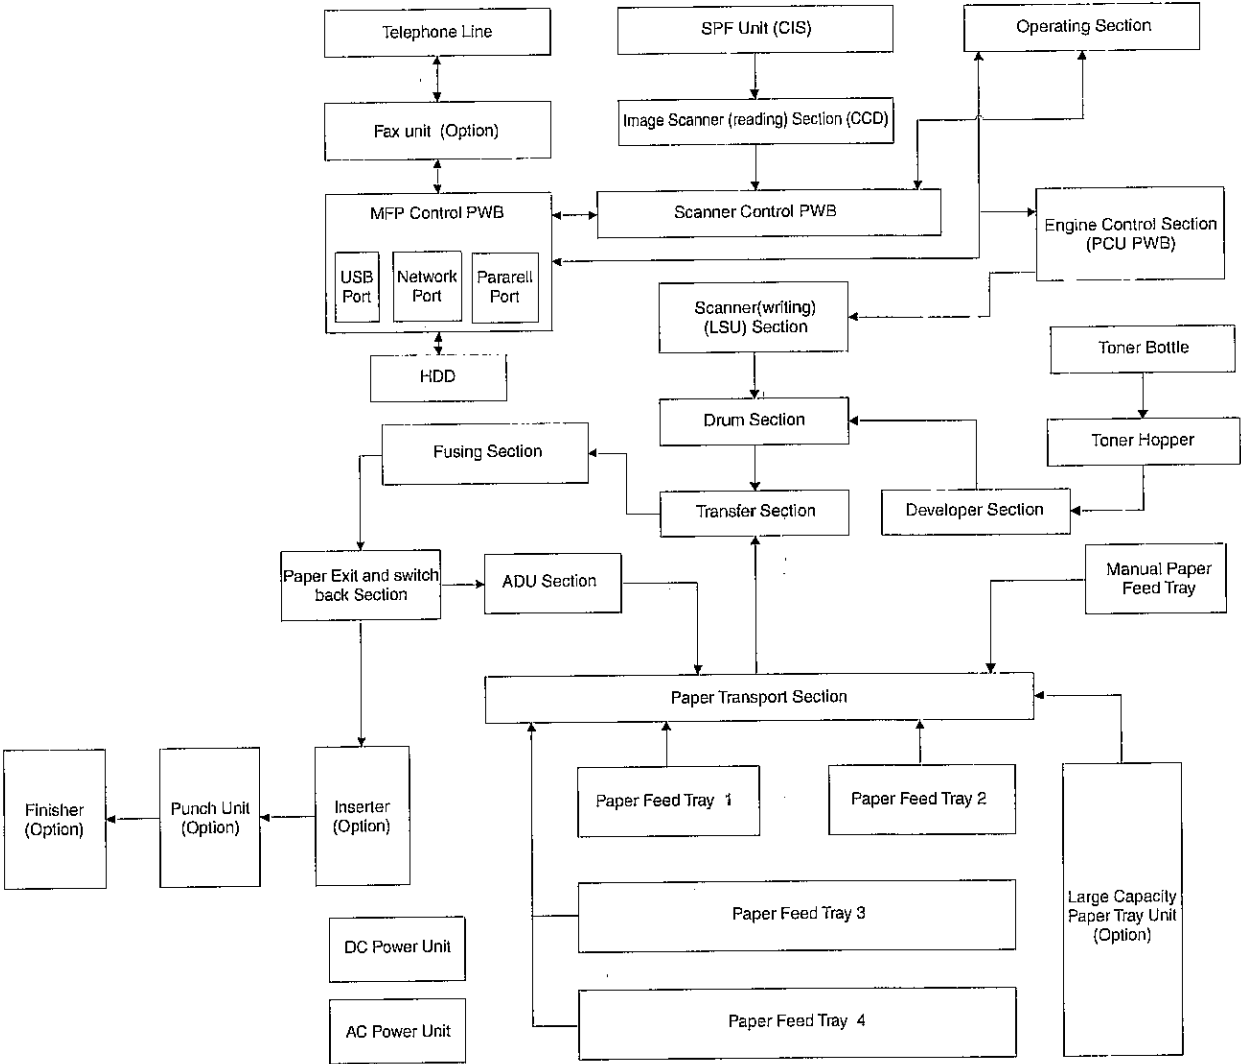 Telephone Line
SPF Unit (CIS)
Operating Section
Fax unit (Option)
Image Scanner (reading) Section (CCD)
MFP Control PWB
Scanner Control PWB
Engine Control Section
(PCU PWB)
USB
Port
Network
Port
Pararell
Port
Scanner(writing)
(LSU) Section
Toner Bottle
HDD
Drum Section
Toner Hopper
Fusing Section
Transfer Section
Developer Section
Paper Exit and switch
back Section
ADU Section
Manual Paper
Feed Tray
Paper Transport Section
Finisher
(Option)
Punch Unit
(Option)
Inserter
(Option)
Paper Feed Tray 1
Paper Feed Tray 2
Paper Feed Tray 3
Large Capacity
Paper Tray Unit
(Option)
DC Power Unit
Paper Feed Tray 4
AC Power Unit